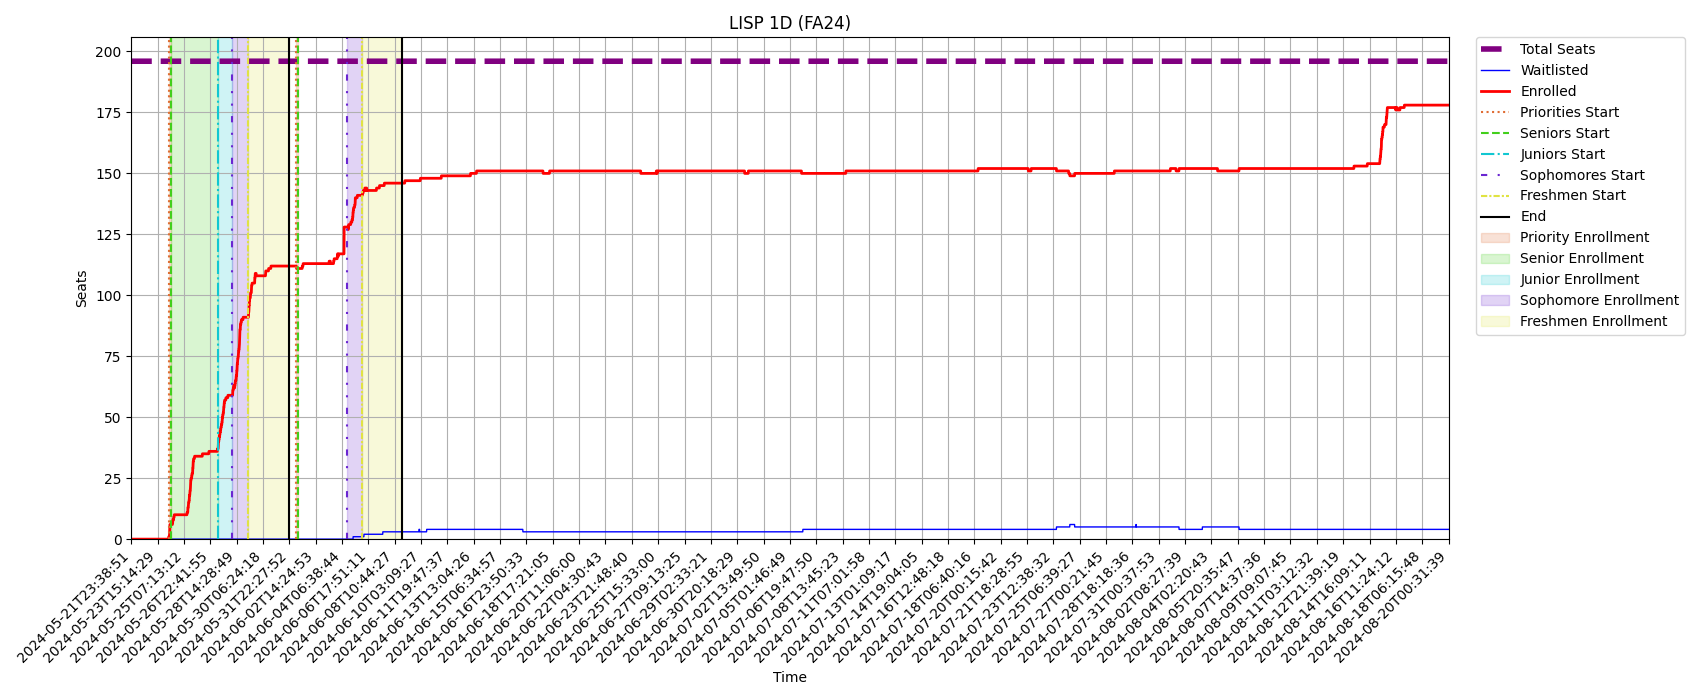 LISP 1D (FA24)
Seats
200
175
150
125
100
75
50
25
0
2024-05-21T23:38:51
2024-05-23T15:14:29
2024-05-25T07:13:12
2024-05-26T22:41:55
2024-05-28T14:28:49
2024-05-30T06:24:18
2024-05-31T22:27:52
2024-06-02T14:24:53
2024-06-04T06:38:44
2024-06-06T17:51:11
2024-06-08T10:44:27
2024-06-10T03:09:27
2024-06-11T19:47:37
2024-06-13T13:04:26
2024-06-15T06:34:51
2024-06-16T23:50:33
2024-06-18T17:21:05
2024-06-20T11:06:00
2024-06-22T04:30:43
2024-06-23T21:48:40
2024-06-25T15:33:00
2024-06-27T09:13:25
2024-06-29T02:33:21
2024-06-30T20:18:29
2024-07-02T13:49:50
2024-07-05T01:46:49
2024-07-06T19:47:50
2024-07-08T13:45:23
2024-07-11T07:01:58
2024-07-13T01:09:17
2024-07-14T19:04:05
2024-07-16T12:48:18
2024-07-18T06:40:16
2024-07-20T00:15:42
2024-07-21T18:28:55
2024-07-23T12:38:32
2024-07-25T06:39:27
2024-07-27T00:21:45
2024-07-28T18:18:36
2024-07-31T00:37:53
2024-08-02T08:27:39
2024-08-04T02:20:43
2024-08-05T20:35:47
2024-08-07T14:37:36
2024-08-09T09:07:45
2024-08-11T03:12:32
2024-08-12T21:39:19
2024-08-14T16:09:11
2024-08-16T11:24:12
2024-08-18T06:15:48
2024-08-20T00:31:39
Time
Total Seats
Waitlisted
Enrolled
Priorities Start
Seniors Start
Juniors Start
Sophomores Start
Freshmen Start
End
Priority Enrollment
Senior Enrollment
Junior Enrollment
Sophomore Enrollment
Freshmen Enrollment